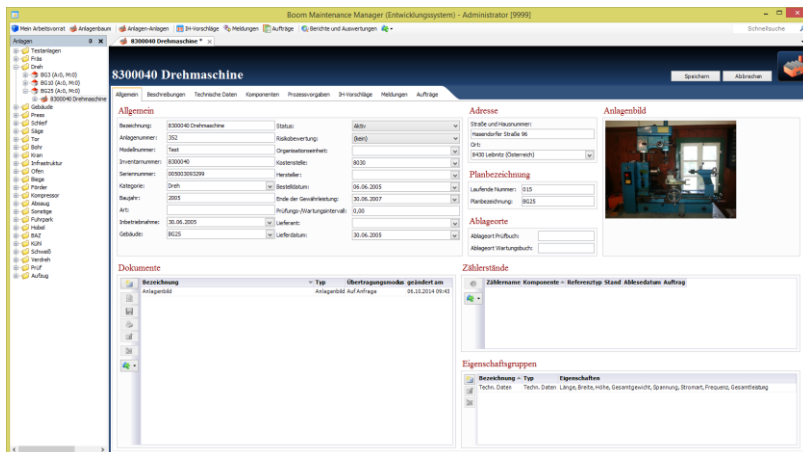 Boom Maintenance Manager (Entwicklungssystem) - Administrator [9999]
Mein Arbeitsvorrat Anlagenbaum Anlagen-Anlagen IH-Vorschläge Meldungen Aufträge Berichte und Auswertungen Schnellsuche
Anlagen
8300040 Drehmaschine *
Testanlagen
Fräs
Dreh
BG3 (A:0, M:0)
BG10 (A:0, M:0)
BG25 (A:0, M:0)
8300040 Drehmaschine
Gebäude
Press
Schleif
Säge
Tor
Bohr
Kran
Infrastruktur
Ofen
Biege
Förder
Kompressor
Absaug
Sonstige
Fuhrpark
Hobel
BAZ
Kühl
Schweiß
Verdreh
Prüf
Aufzug
8300040 Drehmaschine
Speichern Abbrechen
Allgemein Beschreibungen Technische Daten Komponenten Prozessvorgaben IH-Vorschläge Meldungen Aufträge
Allgemein
Bezeichnung: 8300040 Drehmaschine
Anlagennummer: 352
Modellnummer: Test
Inventarnummer: 8300040
Seriennummer: 005003093299
Kategorie: Dreh
Baujahr: 2005
Art:
Inbetriebnahme: 30.06.2005
Gebäude: BG25
Status: Aktiv
Risikobewertung: (kein)
Organisationseinheit:
Kostenstelle: 8030
Hersteller:
Bestelldatum: 06.06.2005
Ende der Gewährleistung: 30.06.2007
Prüfungs-/Wartungsintervall: 0,00
Lieferant:
Lieferdatum: 30.06.2005
Adresse
Straße und Hausnummer:
Hasendorfer Straße 96
Ort:
8430 Leibnitz (Österreich)
Planbezeichnung
Laufende Nummer: 015
Planbezeichnung: BG25
Ablageorte
Ablageort Prüfbuch:
Ablageort Wartungsbuch:
Anlagenbild
Dokumente
Bezeichnung Typ Übertragungsmodus geändert am
Anlagenbild Anlagenbild Auf Anfrage 06.10.2014 09:43
Zählerstände
Zählername Komponente Referenztyp Stand Ablesedatum Auftrag
Eigenschaftsgruppen
Bezeichnung Typ Eigenschaften
Techn. Daten Techn. Daten Länge, Breite, Höhe, Gesamtgewicht, Spannung, Stromart, Frequenz, Gesamtleistung